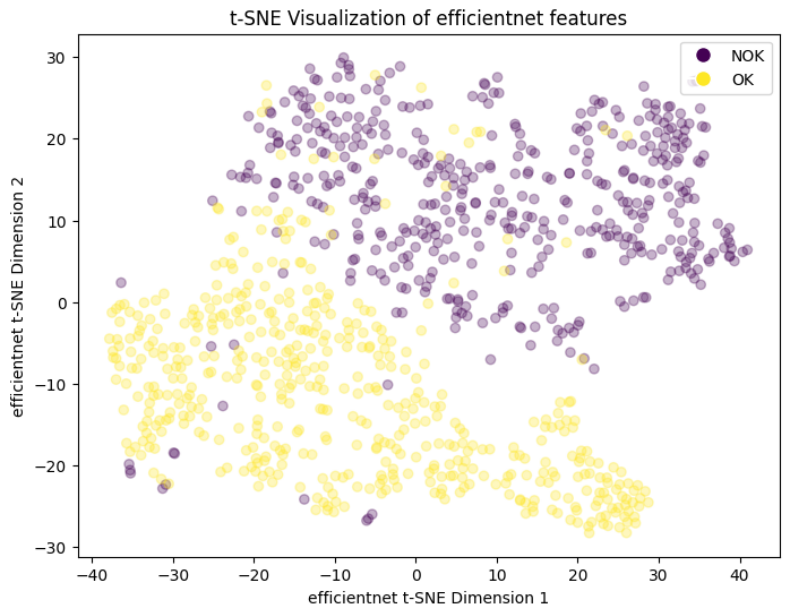 t-SNE Visualization of efficientnet features
NOK
OK
efficientnet t-SNE Dimension 2
30
20
10
0
−10
−20
−30
−40 −30 −20 −10 0 10 20 30 40
efficientnet t-SNE Dimension 1